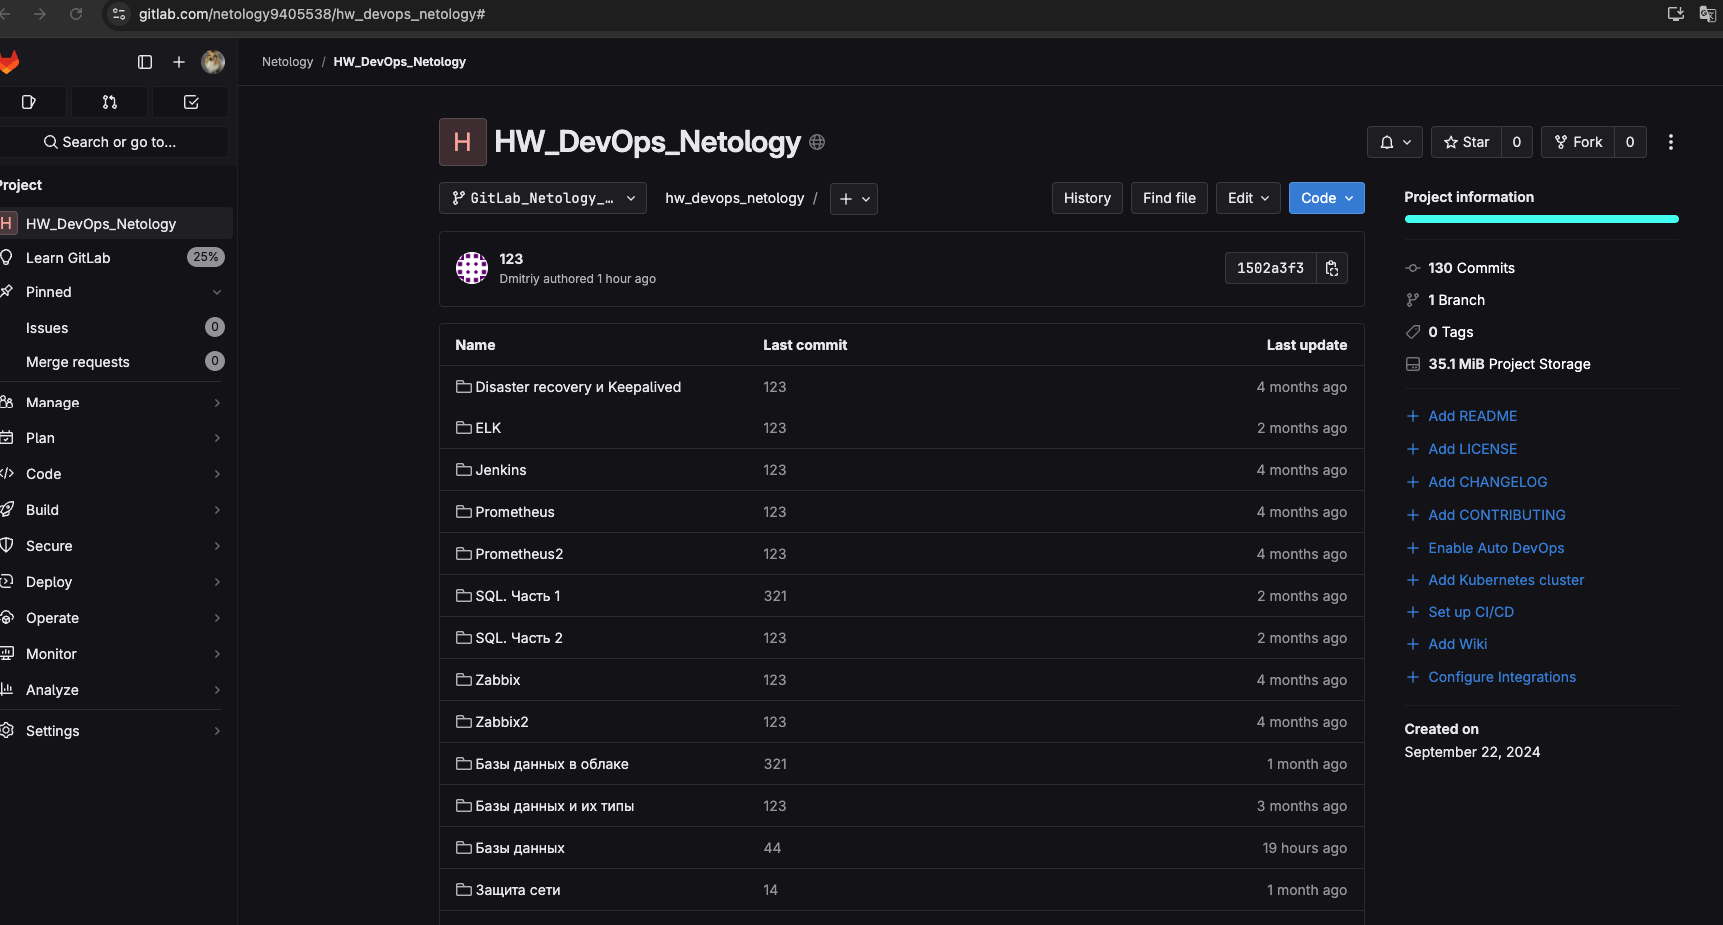 gitlab.com/netology9405538/hw_devops_netology#
Netology / HW_DevOps_Netology
Search or go to...
Project
H HW_DevOps_Netology
Learn GitLab 25%
Pinned
Issues 0
Merge requests 0
Manage
Plan
Code
Build
Secure
Deploy
Operate
Monitor
Analyze
Settings
H HW_DevOps_Netology
Star 0 Fork 0
GitLab_Netology_… hw_devops_netology / + History Find file Edit Code
123
Dmitriy authored 1 hour ago
1502a3f3
Name Last commit Last update
Disaster recovery и Keepalived 123 4 months ago
ELK 123 2 months ago
Jenkins 123 4 months ago
Prometheus 123 4 months ago
Prometheus2 123 4 months ago
SQL. Часть 1 321 2 months ago
SQL. Часть 2 123 2 months ago
Zabbix 123 4 months ago
Zabbix2 123 4 months ago
Базы данных в облаке 321 1 month ago
Базы данных и их типы 123 3 months ago
Базы данных 44 19 hours ago
Защита сети 14 1 month ago
Project information
130 Commits
1 Branch
0 Tags
35.1 MiB Project Storage
+ Add README
+ Add LICENSE
+ Add CHANGELOG
+ Add CONTRIBUTING
+ Enable Auto DevOps
+ Add Kubernetes cluster
+ Set up CI/CD
+ Add Wiki
+ Configure Integrations
Created on
September 22, 2024